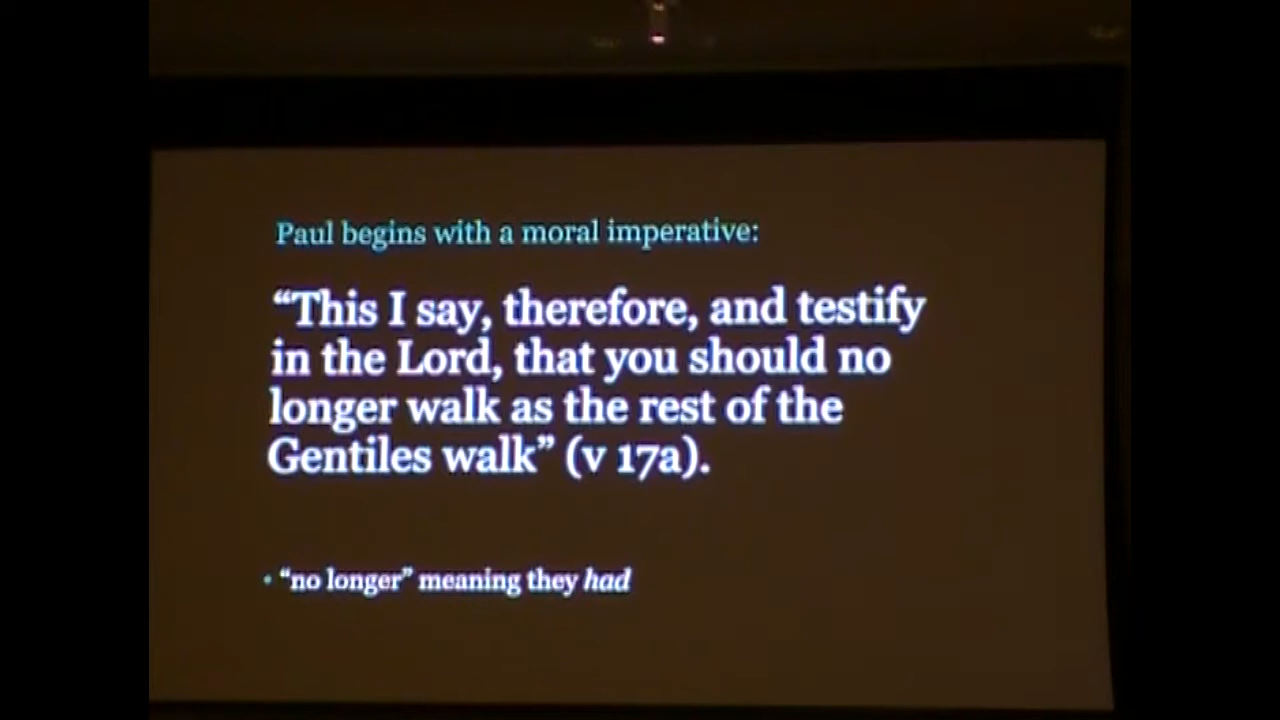 Paul begins with a moral imperative:
“This I say, therefore, and testify
in the Lord, that you should no
longer walk as the rest of the
Gentiles walk” (v 17a).
• “no longer” meaning they had